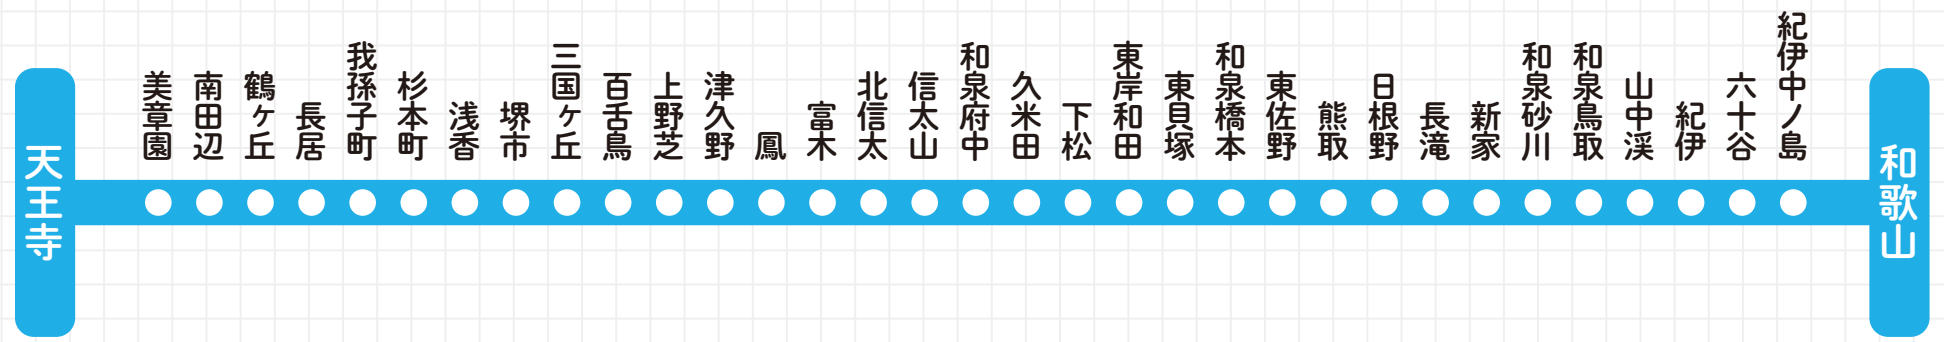 天王寺
美章園
南田辺
鶴ヶ丘
長居
我孫子町
杉本町
浅香
堺市
三国ヶ丘
百舌鳥
上野芝
津久野
鳳
富木
北信太
信太山
和泉府中
久米田
下松
東岸和田
東貝塚
和泉橋本
東佐野
熊取
日根野
長滝
新家
和泉砂川
和泉鳥取
山中渓
紀伊
六十谷
紀伊中ノ島
和歌山